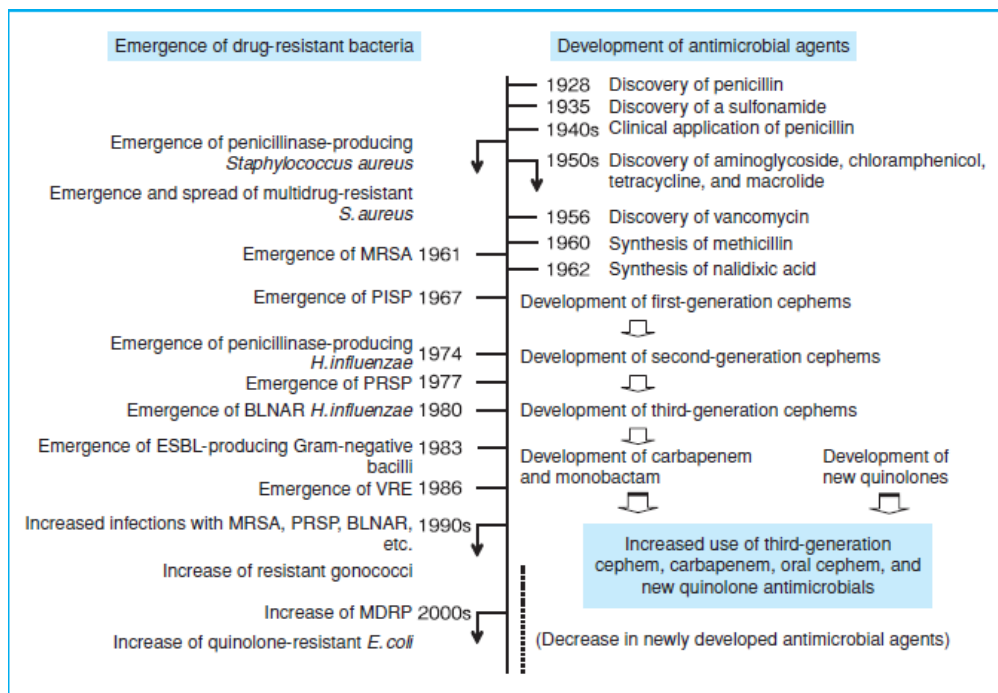 Emergence of drug-resistant bacteria
Development of antimicrobial agents
1928 Discovery of penicillin
1935 Discovery of a sulfonamide
1940s Clinical application of penicillin
Emergence of penicillinase-producing
Staphylococcus aureus
1950s Discovery of aminoglycoside, chloramphenicol,
tetracycline, and macrolide
Emergence and spread of multidrug-resistant
S. aureus
1956 Discovery of vancomycin
1960 Synthesis of methicillin
Emergence of MRSA 1961
1962 Synthesis of nalidixic acid
Emergence of PISP 1967
Development of first-generation cephems
Emergence of penicillinase-producing
H. influenzae 1974
Development of second-generation cephems
Emergence of PRSP 1977
Emergence of BLNAR H. influenzae 1980
Development of third-generation cephems
Emergence of ESBL-producing Gram-negative 1983
bacilli
Development of carbapenem
and monobactam
Development of
new quinolones
Emergence of VRE 1986
Increased infections with MRSA, PRSP, BLNAR, 1990s
etc.
Increased use of third-generation
cephem, carbapenem, oral cephem, and
new quinolone antimicrobials
Increase of resistant gonococci
Increase of MDRP 2000s
Increase of quinolone-resistant E. coli
(Decrease in newly developed antimicrobial agents)